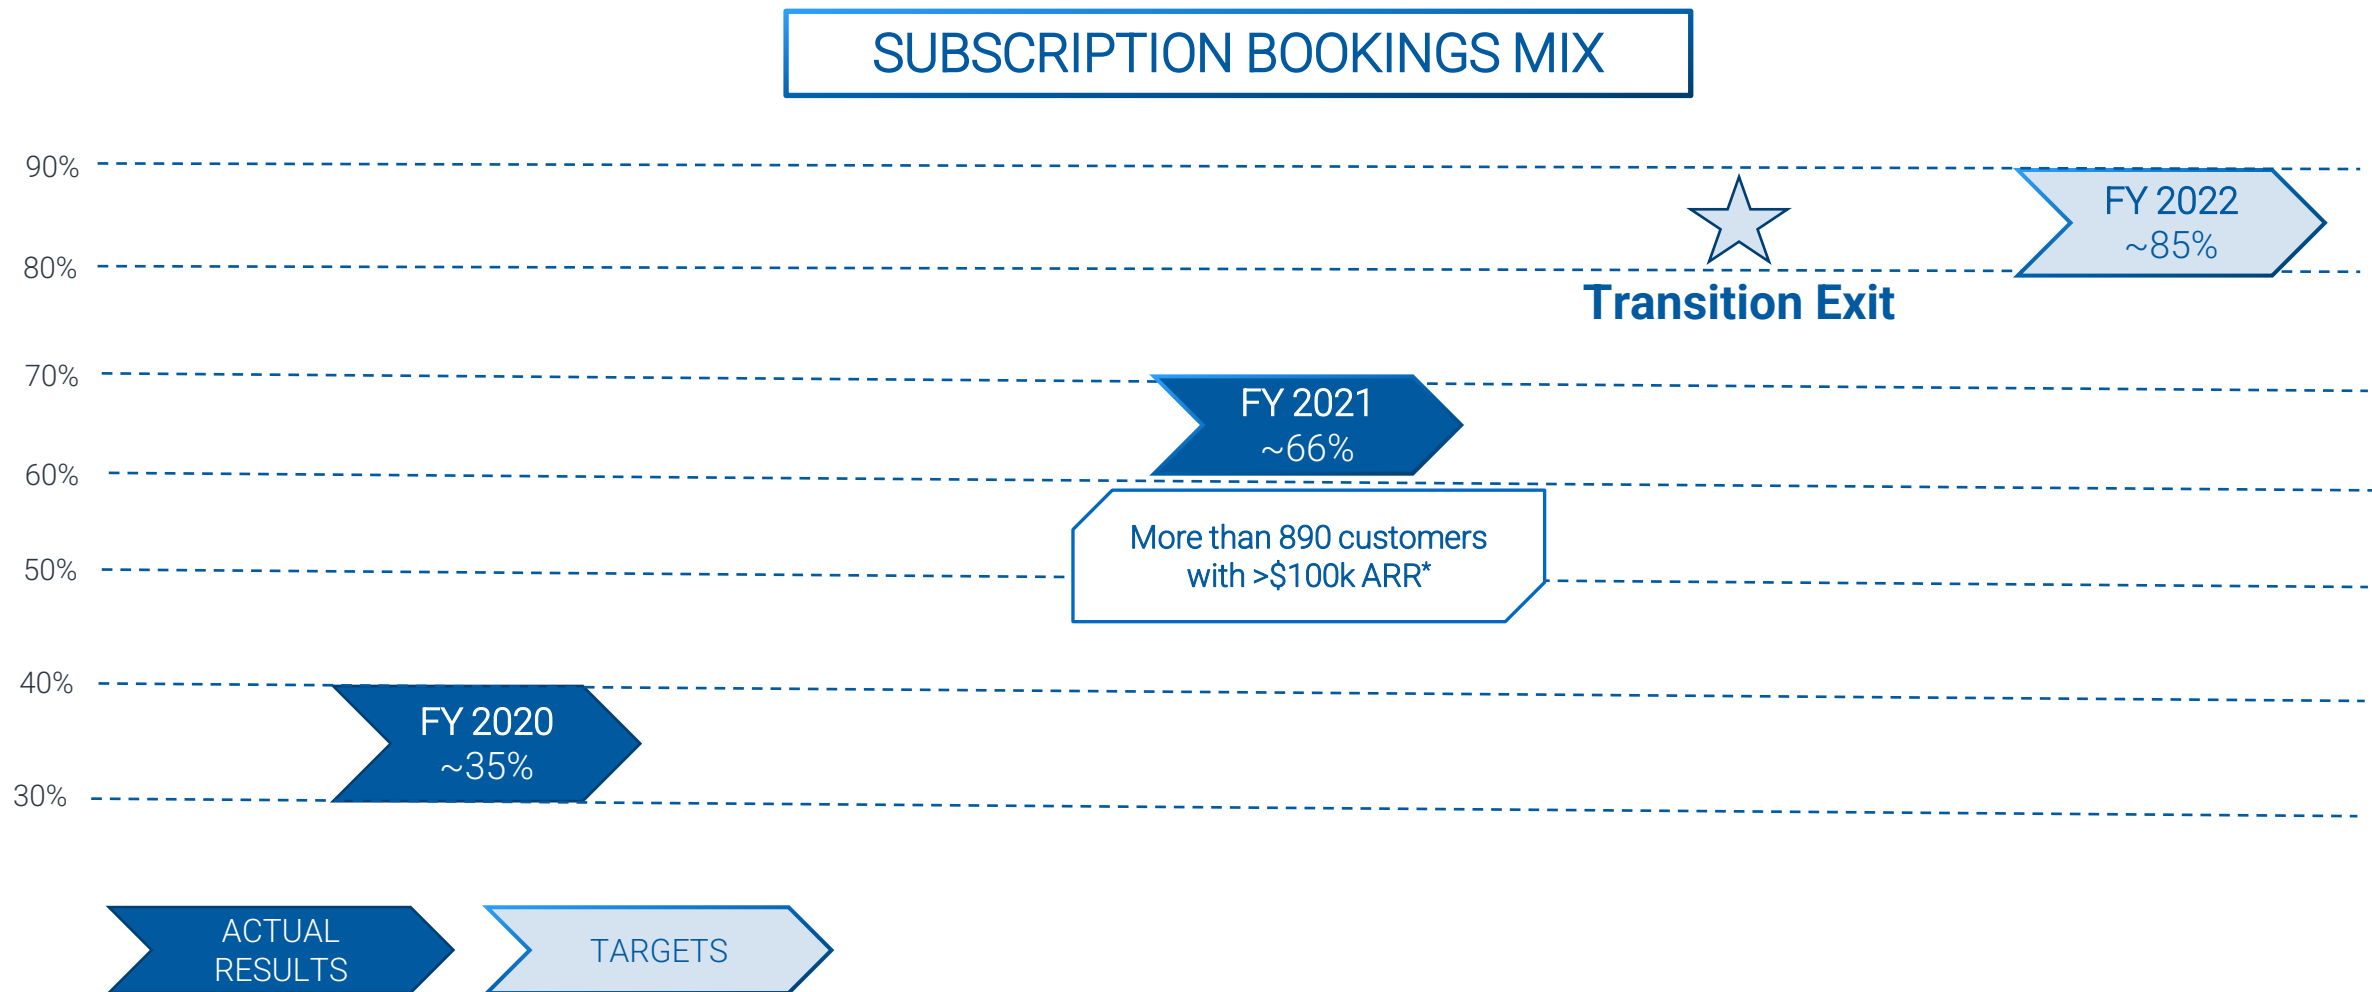 SUBSCRIPTION BOOKINGS MIX
90%
FY 2022
~85%
80%
Transition Exit
70%
FY 2021
~66%
60%
More than 890 customers
with >$100k ARR*
50%
40%
FY 2020
~35%
30%
ACTUAL
RESULTS
TARGETS